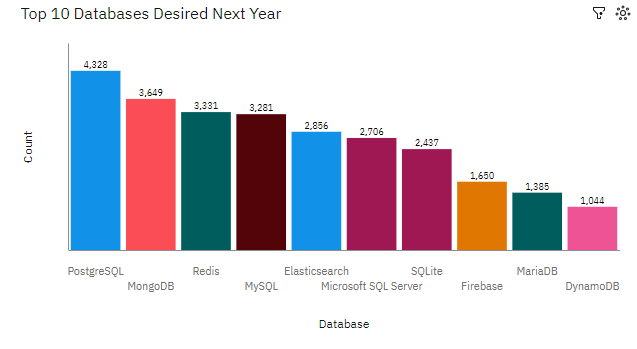 Top 10 Databases Desired Next Year
4,328
3,649
3,331
3,281
2,856
2,706
2,437
1,650
1,385
1,044
Count
PostgreSQL
MongoDB
Redis
MySQL
Elasticsearch
Microsoft SQL Server
SQLite
Firebase
MariaDB
DynamoDB
Database